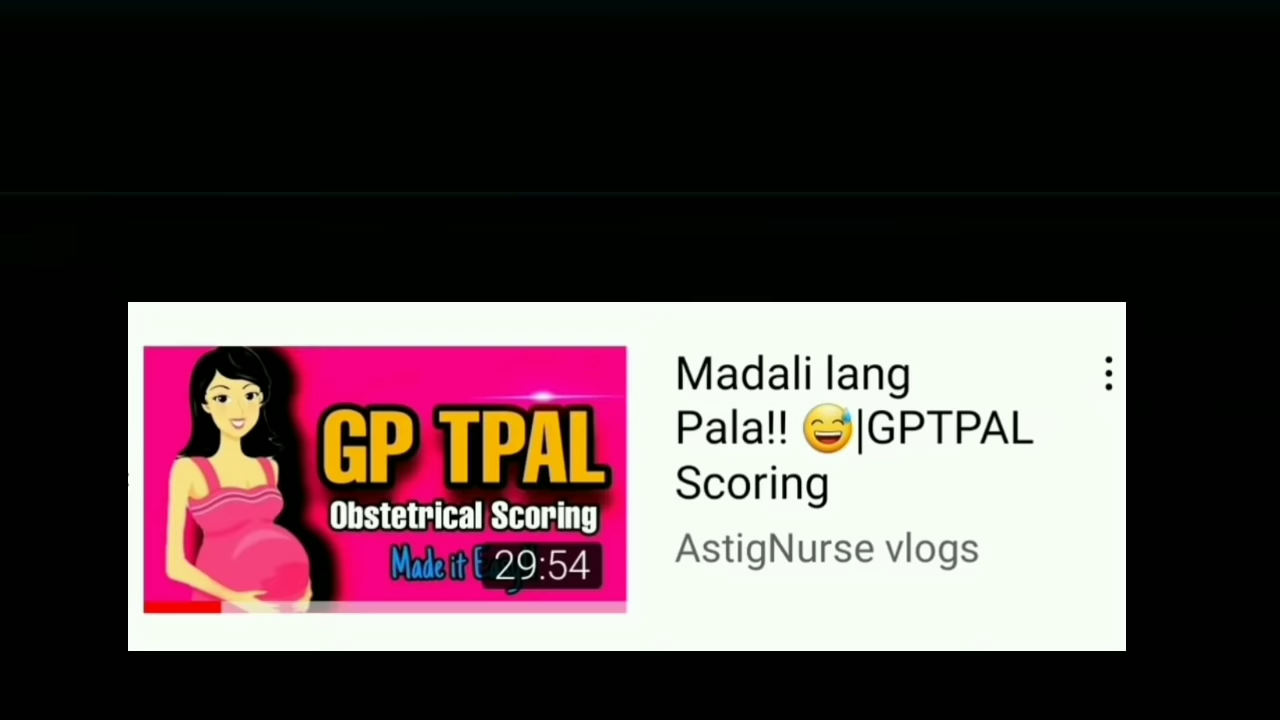 GP TPAL
Obstetrical Scoring
Made it
29:54
Madali lang
Pala!! 😅|GPTPAL
Scoring
AstigNurse vlogs